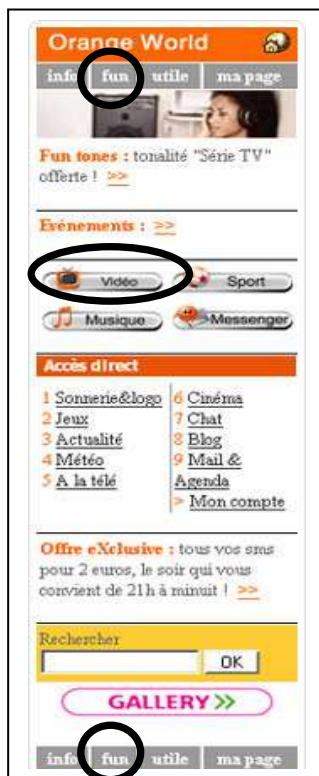 Orange World
info fun utile ma page
Fun tones : tonalité "Série TV"
offerte ! >>
Evénements : >>
Vidéo Sport
Musique Messenger
Accès direct
1 Sonnerie&logo
2 Jeux
3 Actualité
4 Météo
5 A la télé
6 Cinéma
7 Chat
8 Blog
9 Mail &
Agenda
> Mon compte
Offre eXclusive : tous vos sms
pour 2 euros, le soir qui vous
convient de 21h à minuit ! >>
Rechercher
OK
GALLERY >>
info fun utile ma page